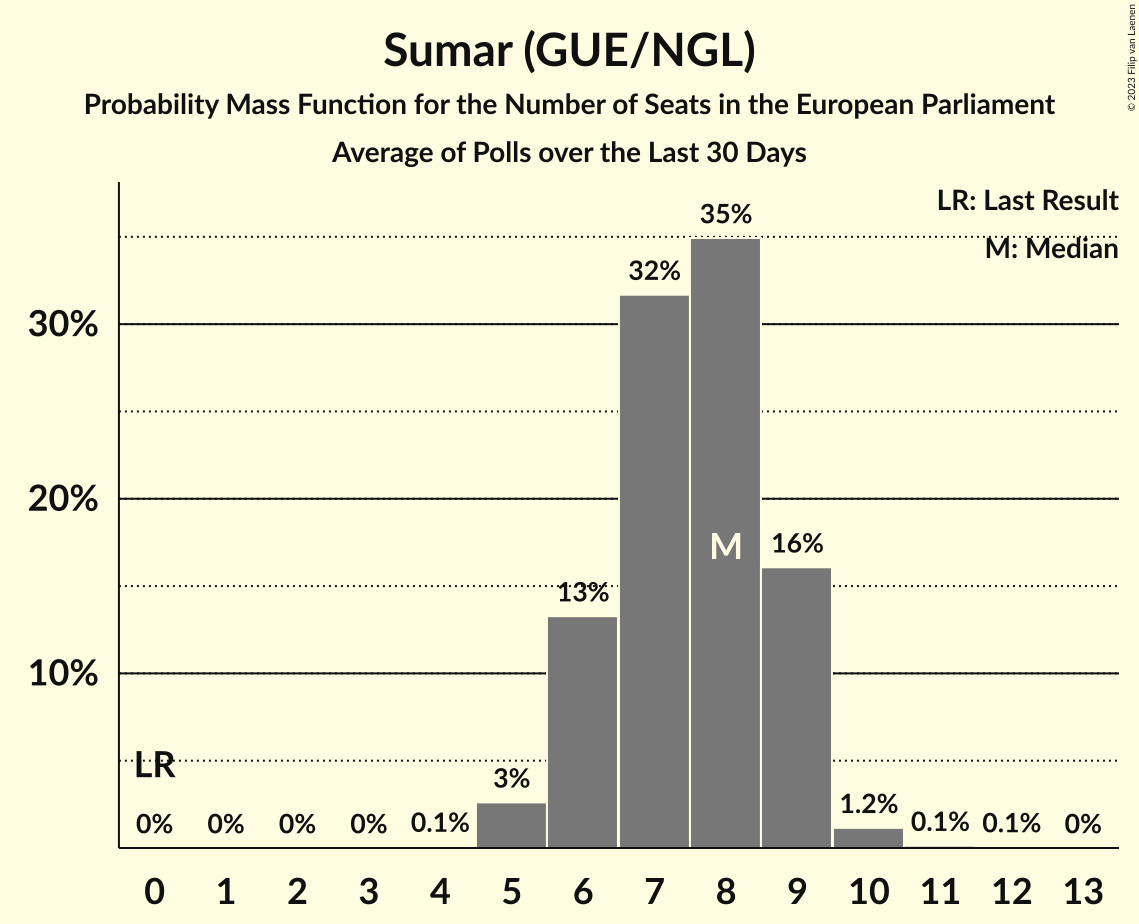 Sumar (GUE/NGL)
Probability Mass Function for the Number of Seats in the European Parliament
Average of Polls over the Last 30 Days
© 2023 Filip van Laenen
LR: Last Result
M: Median
35%
32%
30%
20%
16%
M
13%
10%
LR
3%
1.2%
0% 0% 0% 0% 0.1% 0.1% 0.1% 0%
0 1 2 3 4 5 6 7 8 9 10 11 12 13